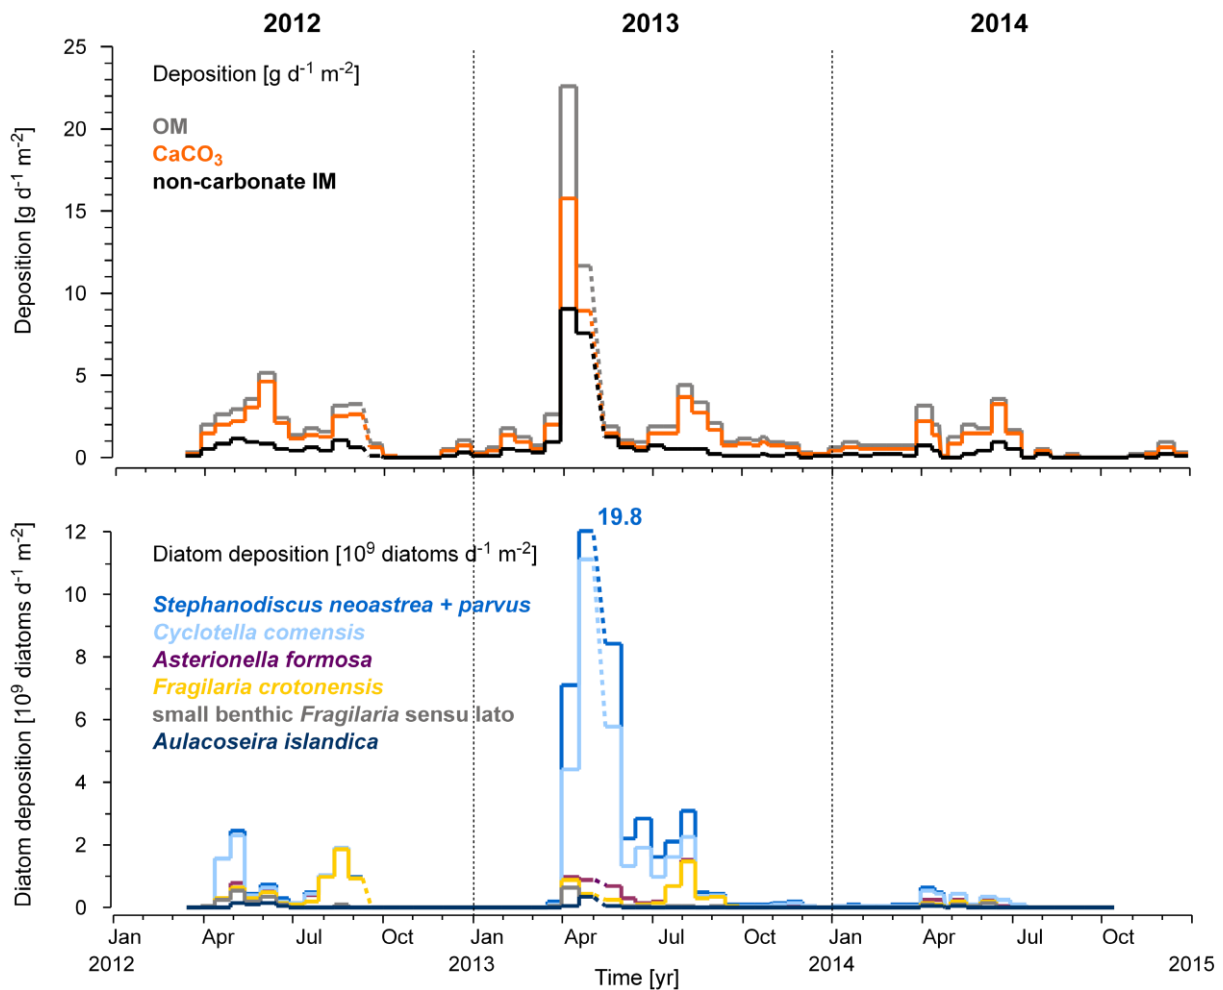 2012 2013 2014
25
Deposition [g d⁻¹ m⁻²]
20
OM
CaCO₃
non-carbonate IM
15
Deposition [g d⁻¹ m⁻²]
10
5
0
12
19.8
Diatom deposition [10⁹ diatoms d⁻¹ m⁻²]
10
Stephanodiscus neoastrea + parvus
Cyclotella comensis
8
Asterionella formosa
Fragilaria crotonensis
small benthic Fragilaria sensu lato
6
Aulacoseira islandica
Diatom deposition [10⁹ diatoms d⁻¹ m⁻²]
4
2
0
Jan Apr Jul Oct Jan Apr Jul Oct Jan Apr Jul Oct
2012 2013 2014 2015
Time [yr]